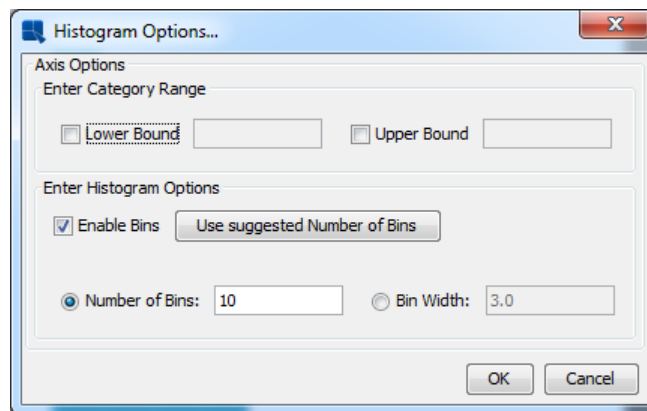 Histogram Options...
Axis Options
Enter Category Range
Lower Bound Upper Bound
Enter Histogram Options
Enable Bins Use suggested Number of Bins
Number of Bins: 10 Bin Width: 3.0
OK Cancel